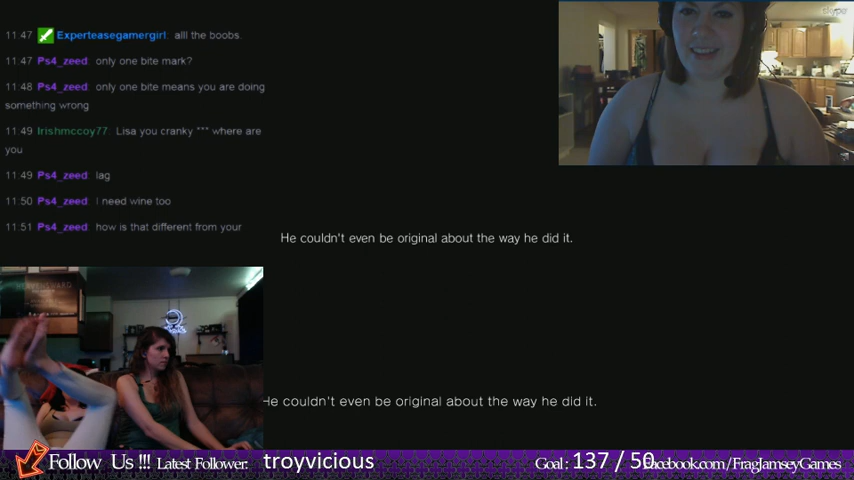 11:47 Experteasegamergirl: alll the boobs.
11:47 Ps4_zeed: only one bite mark?
11:48 Ps4_zeed: only one bite means you are doing
something wrong
11:49 Irishmccoy77: Lisa you cranky *** where are
you
11:49 Ps4_zeed: lag
11:50 Ps4_zeed: I need wine too
11:51 Ps4_zeed: how is that different from your
skype
He couldn't even be original about the way he did it.
He couldn't even be original about the way he did it.
Follow Us !!! Latest Follower: troyvicious Goal: 137 / 50 Facebook.com/FragJamseyGames